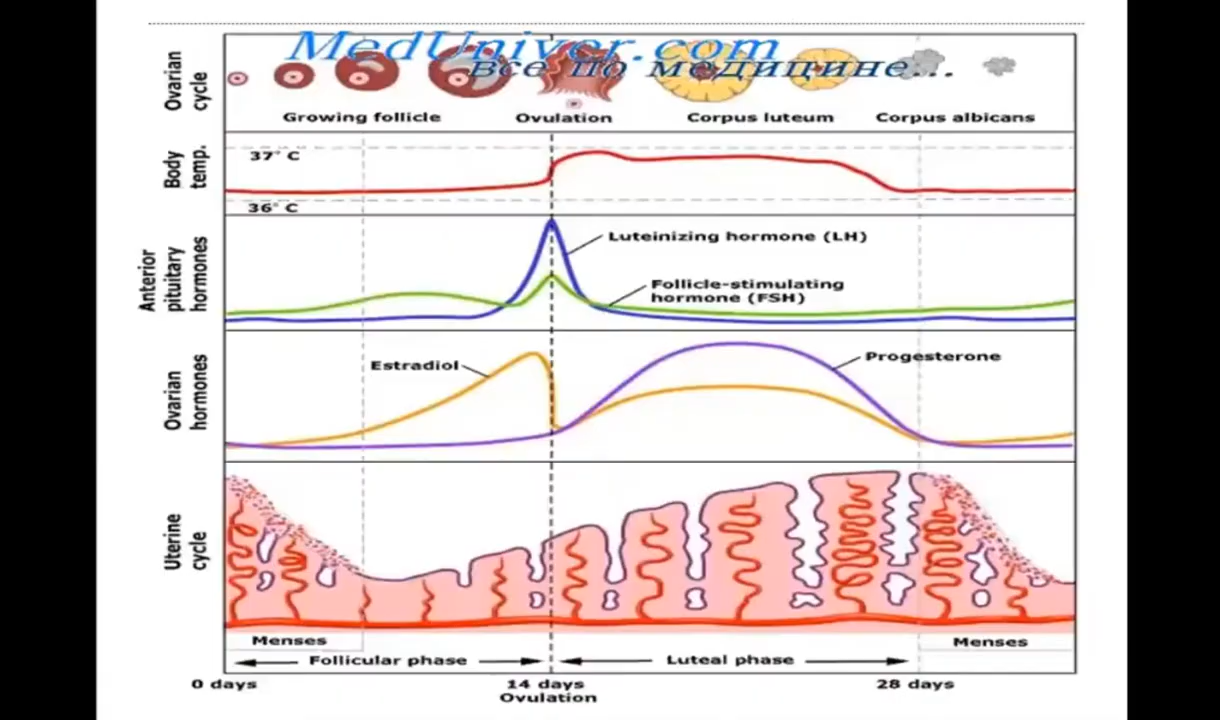 MedUniver.com
все по медицине...
Ovarian
cycle
Growing follicle
Ovulation
Corpus luteum
Corpus albicans
Body
temp.
37° C
36° C
Anterior
pituitary
hormones
Luteinizing hormone (LH)
Follicle-stimulating
hormone (FSH)
Ovarian
hormones
Estradiol
Progesterone
Uterine
cycle
Menses
Menses
Follicular phase
Luteal phase
0 days
14 days
Ovulation
28 days